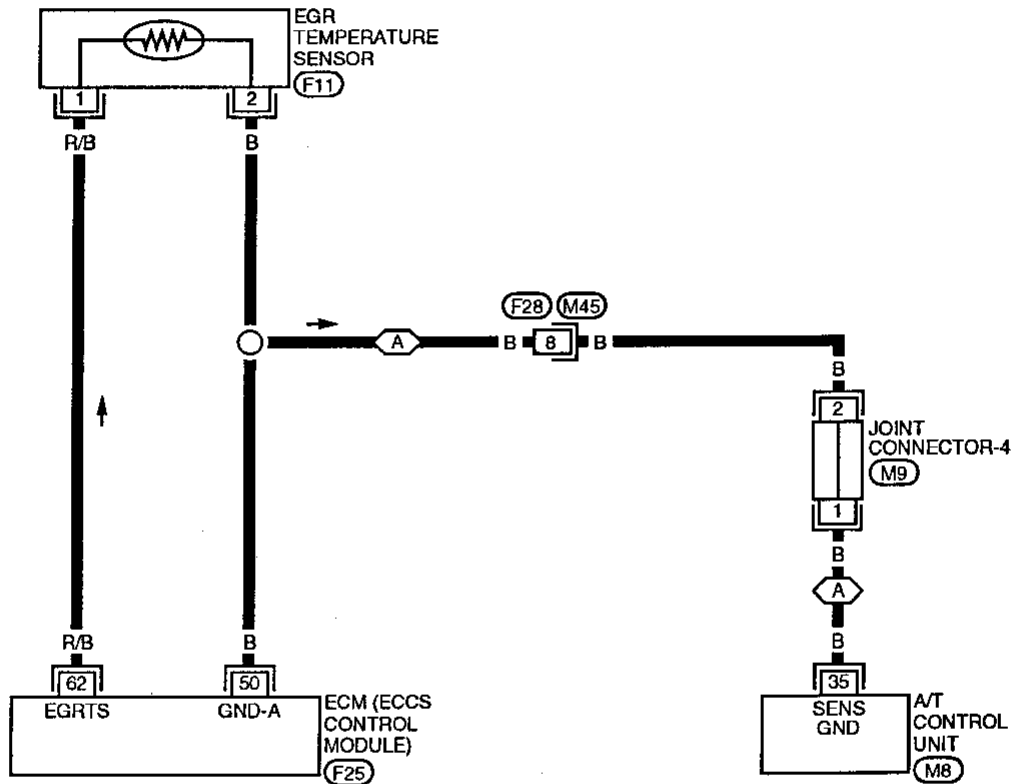 EGR
TEMPERATURE
SENSOR
F11
1
2
R/B
B
F28
M45
A
B
8
B
B
2
JOINT
CONNECTOR-4
M9
1
B
A
R/B
B
B
62
50
35
EGRTS
GND-A
ECM (ECCS
CONTROL
MODULE)
F25
SENS
GND
A/T
CONTROL
UNIT
M8